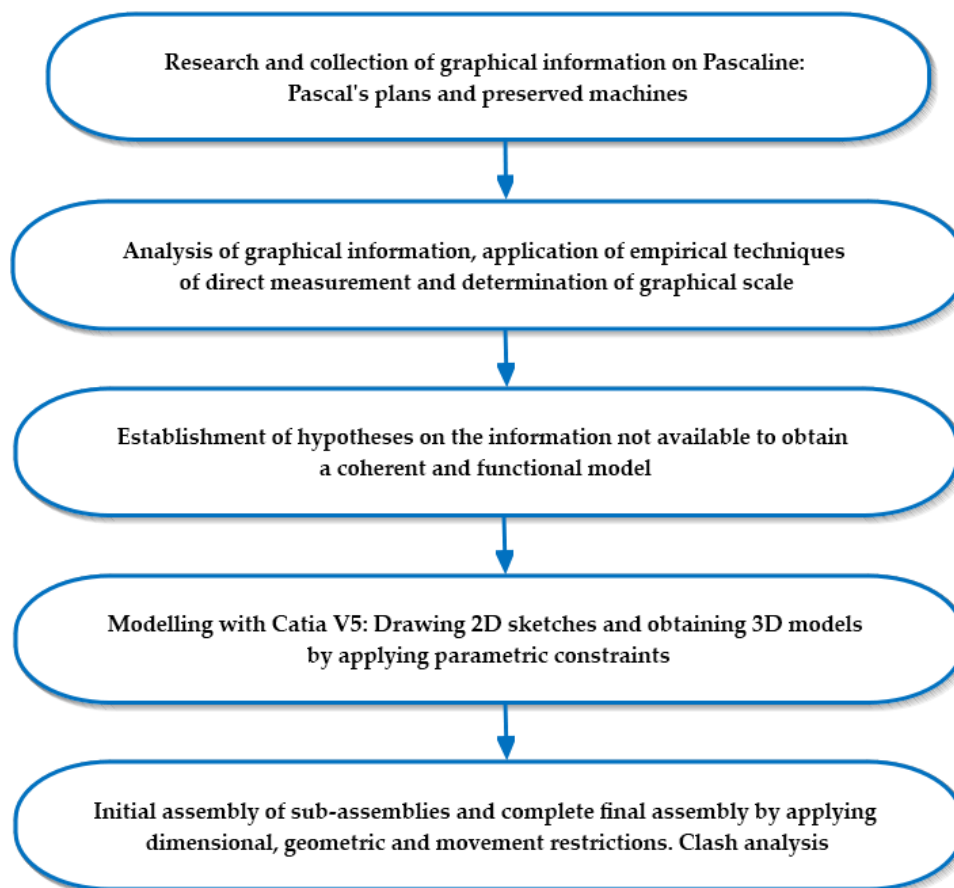 Research and collection of graphical information on Pascaline:
Pascal's plans and preserved machines
Analysis of graphical information, application of empirical techniques
of direct measurement and determination of graphical scale
Establishment of hypotheses on the information not available to obtain
a coherent and functional model
Modelling with Catia V5: Drawing 2D sketches and obtaining 3D models
by applying parametric constraints
Initial assembly of sub-assemblies and complete final assembly by applying
dimensional, geometric and movement restrictions. Clash analysis